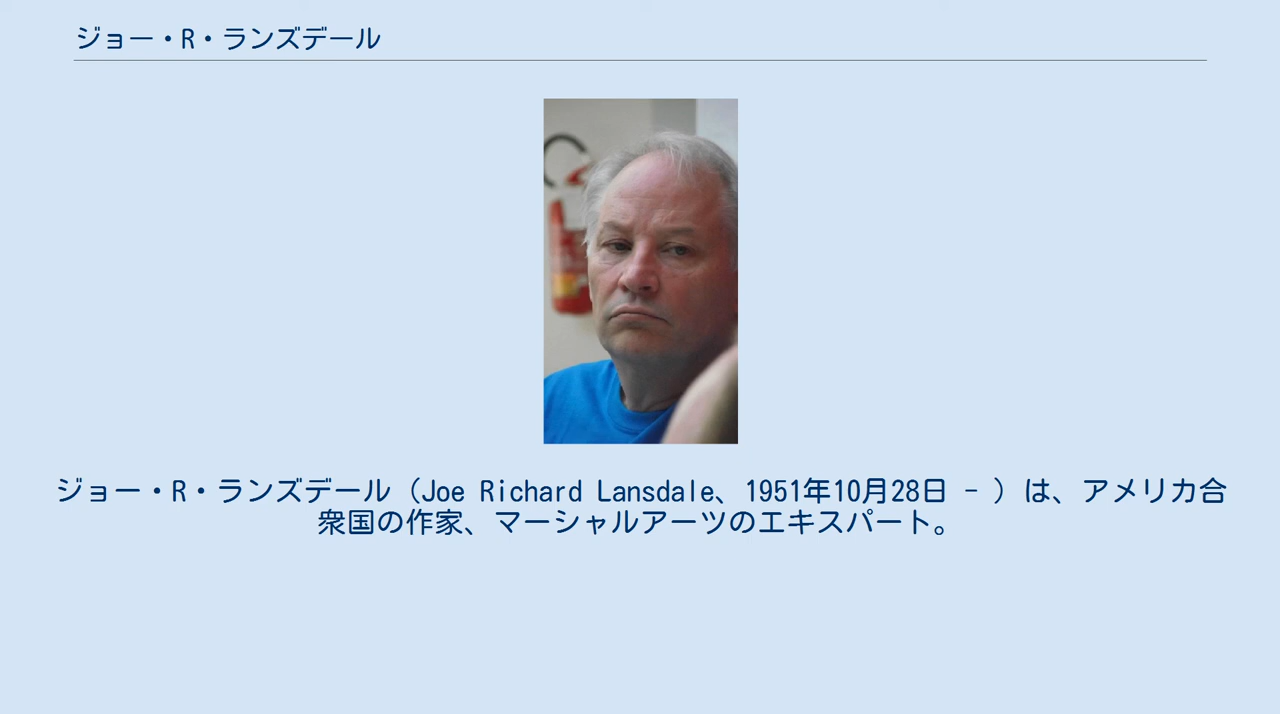 ジョー・R・ランズデール
ジョー・R・ランズデール（Joe Richard Lansdale、1951年10月28日 - ）は、アメリカ合
衆国の作家、マーシャルアーツのエキスパート。